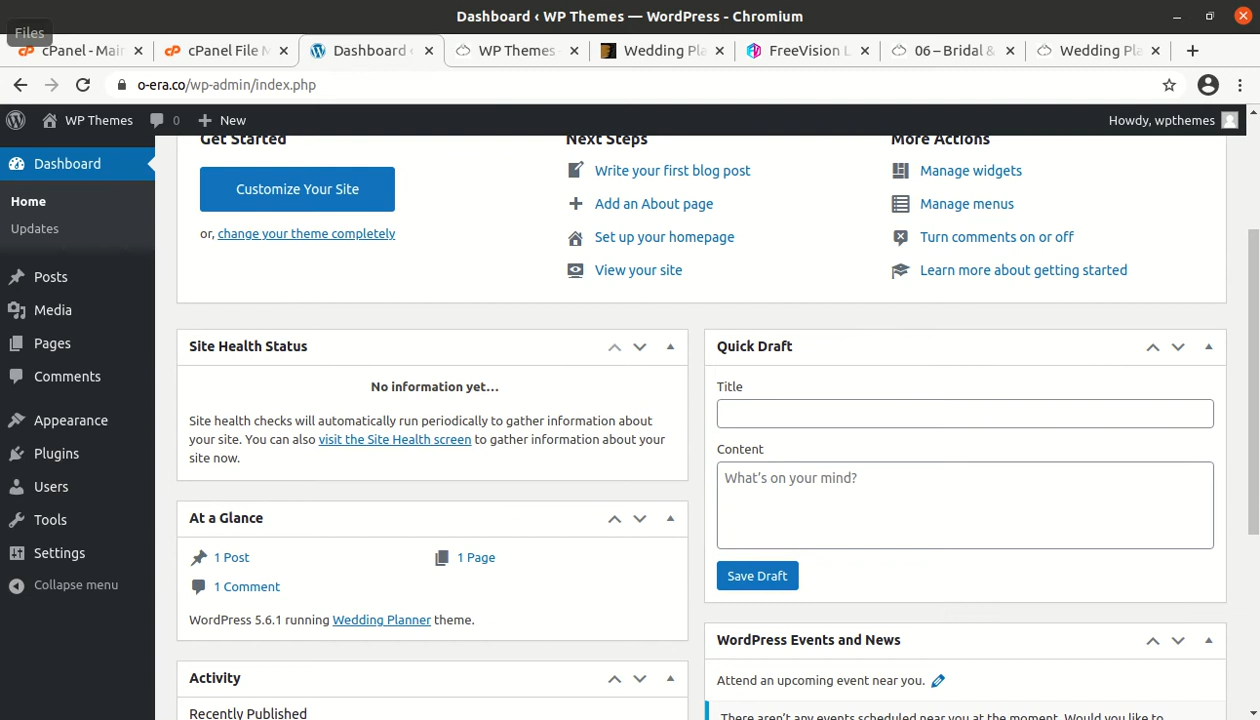 Dashboard ‹ WP Themes — WordPress - Chromium
Files
cPanel - Main
cPanel File M
Dashboard ‹
WP Themes
Wedding Pla
FreeVision L
06 – Bridal &
Wedding Pla
o-era.co/wp-admin/index.php
WP Themes
0
New
Howdy, wpthemes
Dashboard
Home
Updates
Posts
Media
Pages
Comments
Appearance
Plugins
Users
Tools
Settings
Collapse menu
Get Started
Customize Your Site
or, change your theme completely
Next Steps
Write your first blog post
Add an About page
Set up your homepage
View your site
More Actions
Manage widgets
Manage menus
Turn comments on or off
Learn more about getting started
Site Health Status
No information yet…
Site health checks will automatically run periodically to gather information about
your site. You can also visit the Site Health screen to gather information about your
site now.
At a Glance
1 Post
1 Page
1 Comment
WordPress 5.6.1 running Wedding Planner theme.
Activity
Recently Published
Quick Draft
Title
Content
What's on your mind?
Save Draft
WordPress Events and News
Attend an upcoming event near you.
There aren't any events scheduled near you at the moment. Would you like to